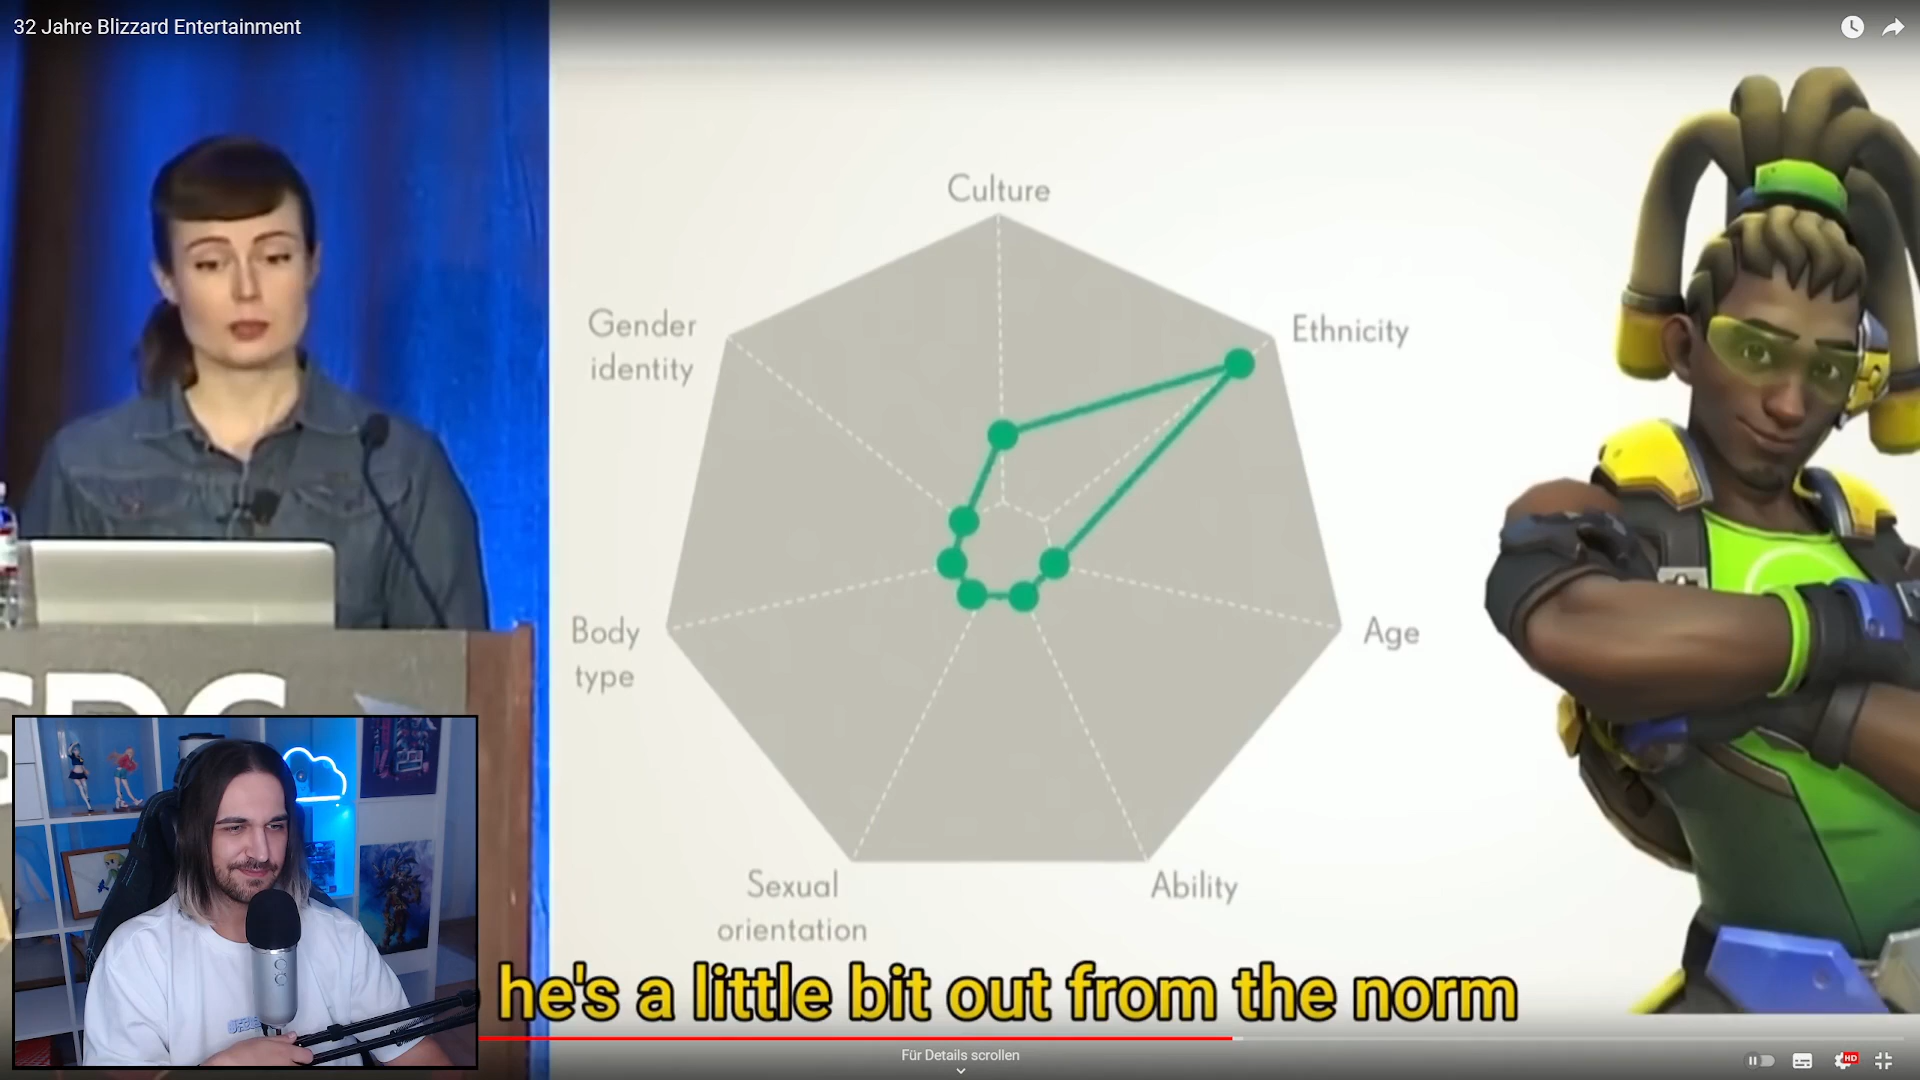 32 Jahre Blizzard Entertainment
Culture
Gender
identity
Ethnicity
Body
type
Age
Sexual
orientation
Ability
he's a little bit out from the norm
Für Details scrollen
HD